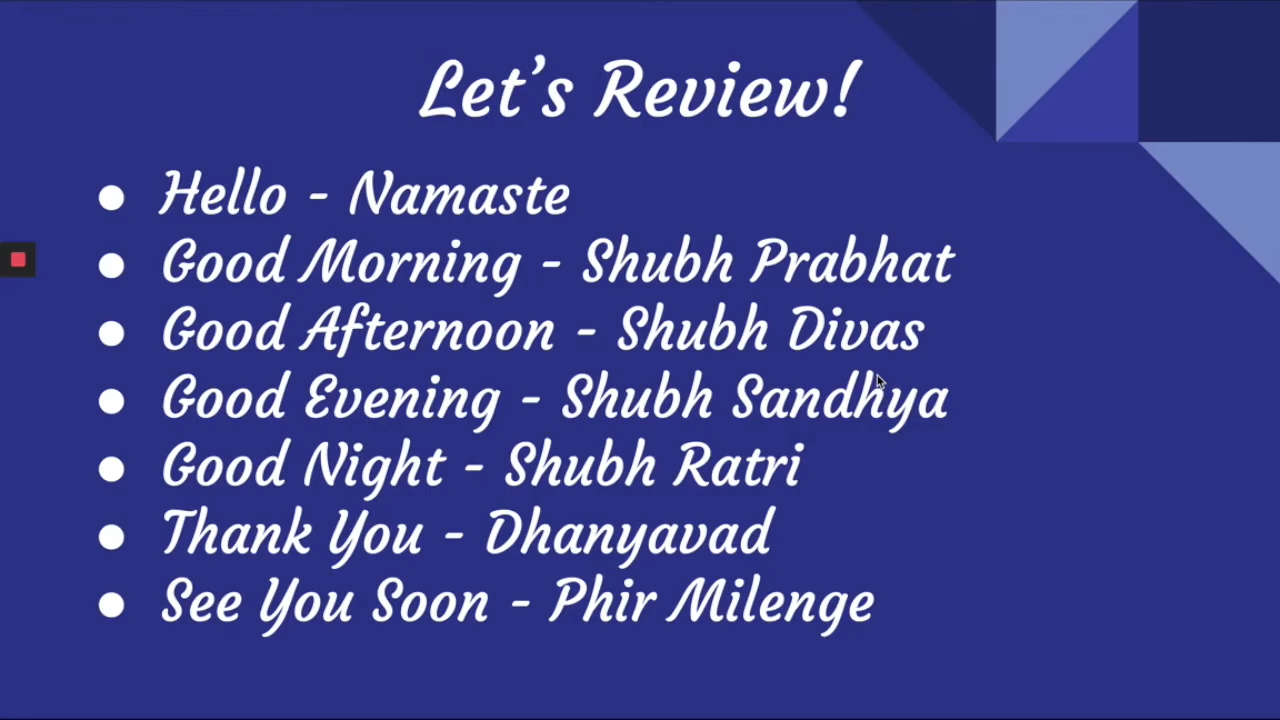 Let’s Review!
● Hello - Namaste
● Good Morning - Shubh Prabhat
● Good Afternoon - Shubh Divas
● Good Evening - Shubh Sandhya
● Good Night - Shubh Ratri
● Thank You - Dhanyavad
● See You Soon - Phir Milenge